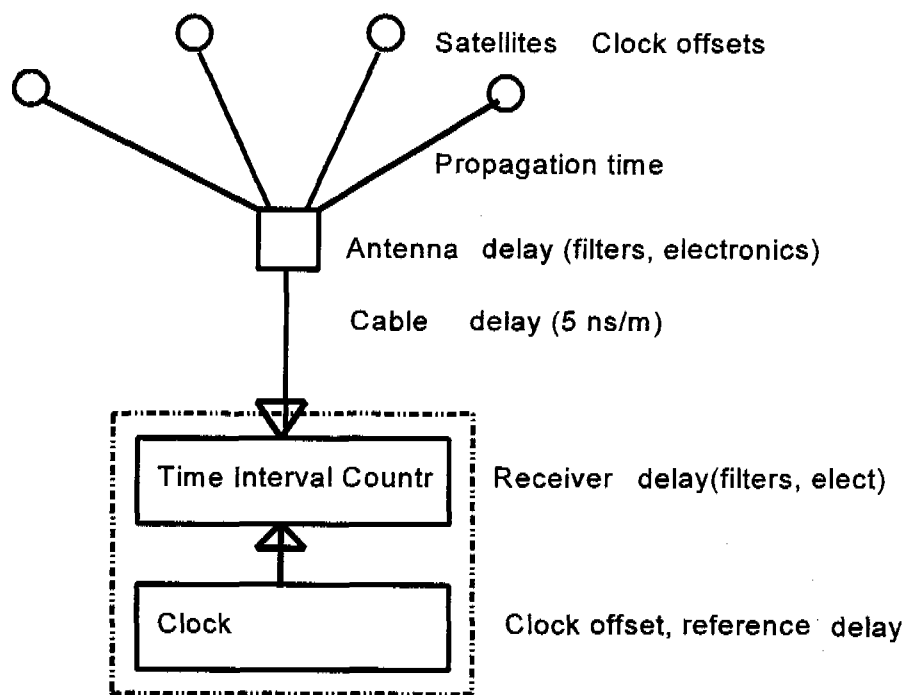 Satellites Clock offsets
Propagation time
Antenna delay (filters, electronics)
Cable delay (5 ns/m)
Time Interval Countr
Receiver delay(filters, elect)
Clock
Clock offset, reference delay